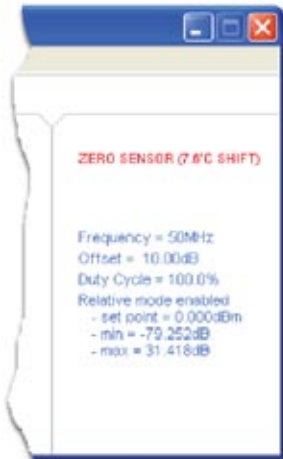 ZERO SENSOR (7.6°C SHIFT)
Frequency = 50MHz
Offset = 10.00dB
Duty Cycle = 100.0%
Relative mode enabled
- set point = 0.000dBm
- min = -79.252dB
- max = 31.418dB